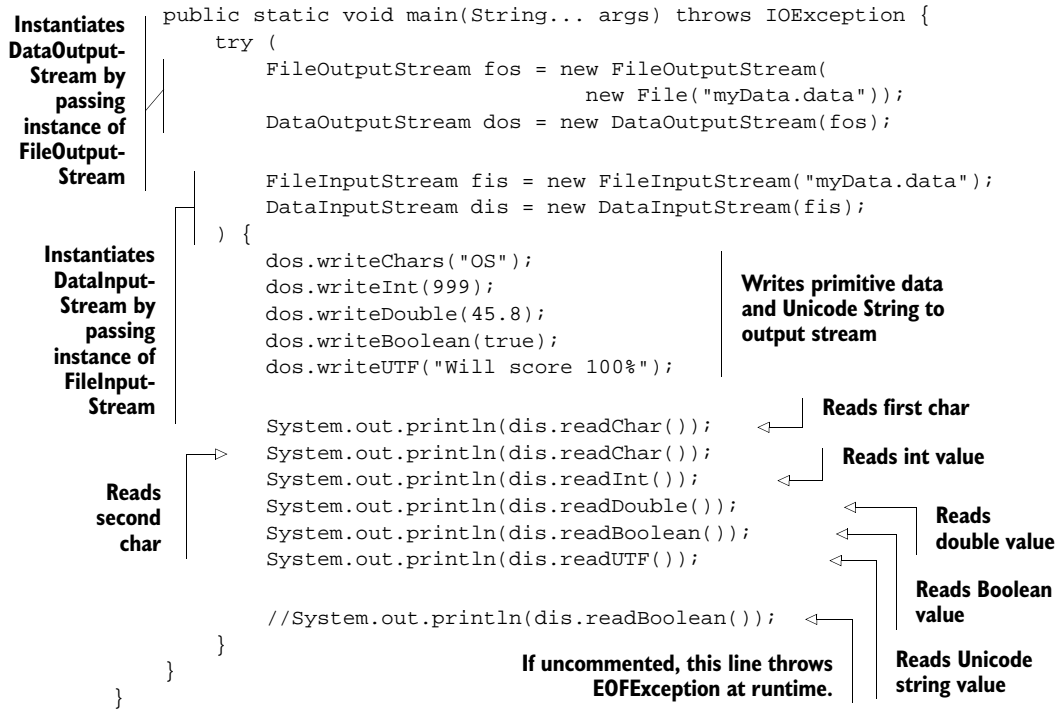 public static void main(String... args) throws IOException {
try (
FileOutputStream fos = new FileOutputStream(
new File("myData.data"));
DataOutputStream dos = new DataOutputStream(fos);
Instantiates
DataOutput-
Stream by
passing
instance of
FileOutput-
Stream
FileInputStream fis = new FileInputStream("myData.data");
DataInputStream dis = new DataInputStream(fis);
) {
Instantiates
DataInput-
Stream by
passing
instance of
FileInput-
Stream
dos.writeChars("OS");
dos.writeInt(999);
dos.writeDouble(45.8);
dos.writeBoolean(true);
dos.writeUTF("Will score 100%");
Writes primitive data
and Unicode String to
output stream
System.out.println(dis.readChar());
Reads first char
System.out.println(dis.readChar());
Reads
second
char
System.out.println(dis.readInt());
Reads int value
System.out.println(dis.readDouble());
Reads
double value
System.out.println(dis.readBoolean());
Reads Boolean
value
System.out.println(dis.readUTF());
Reads Unicode
string value
//System.out.println(dis.readBoolean());
If uncommented, this line throws
EOFException at runtime.
}
}
}